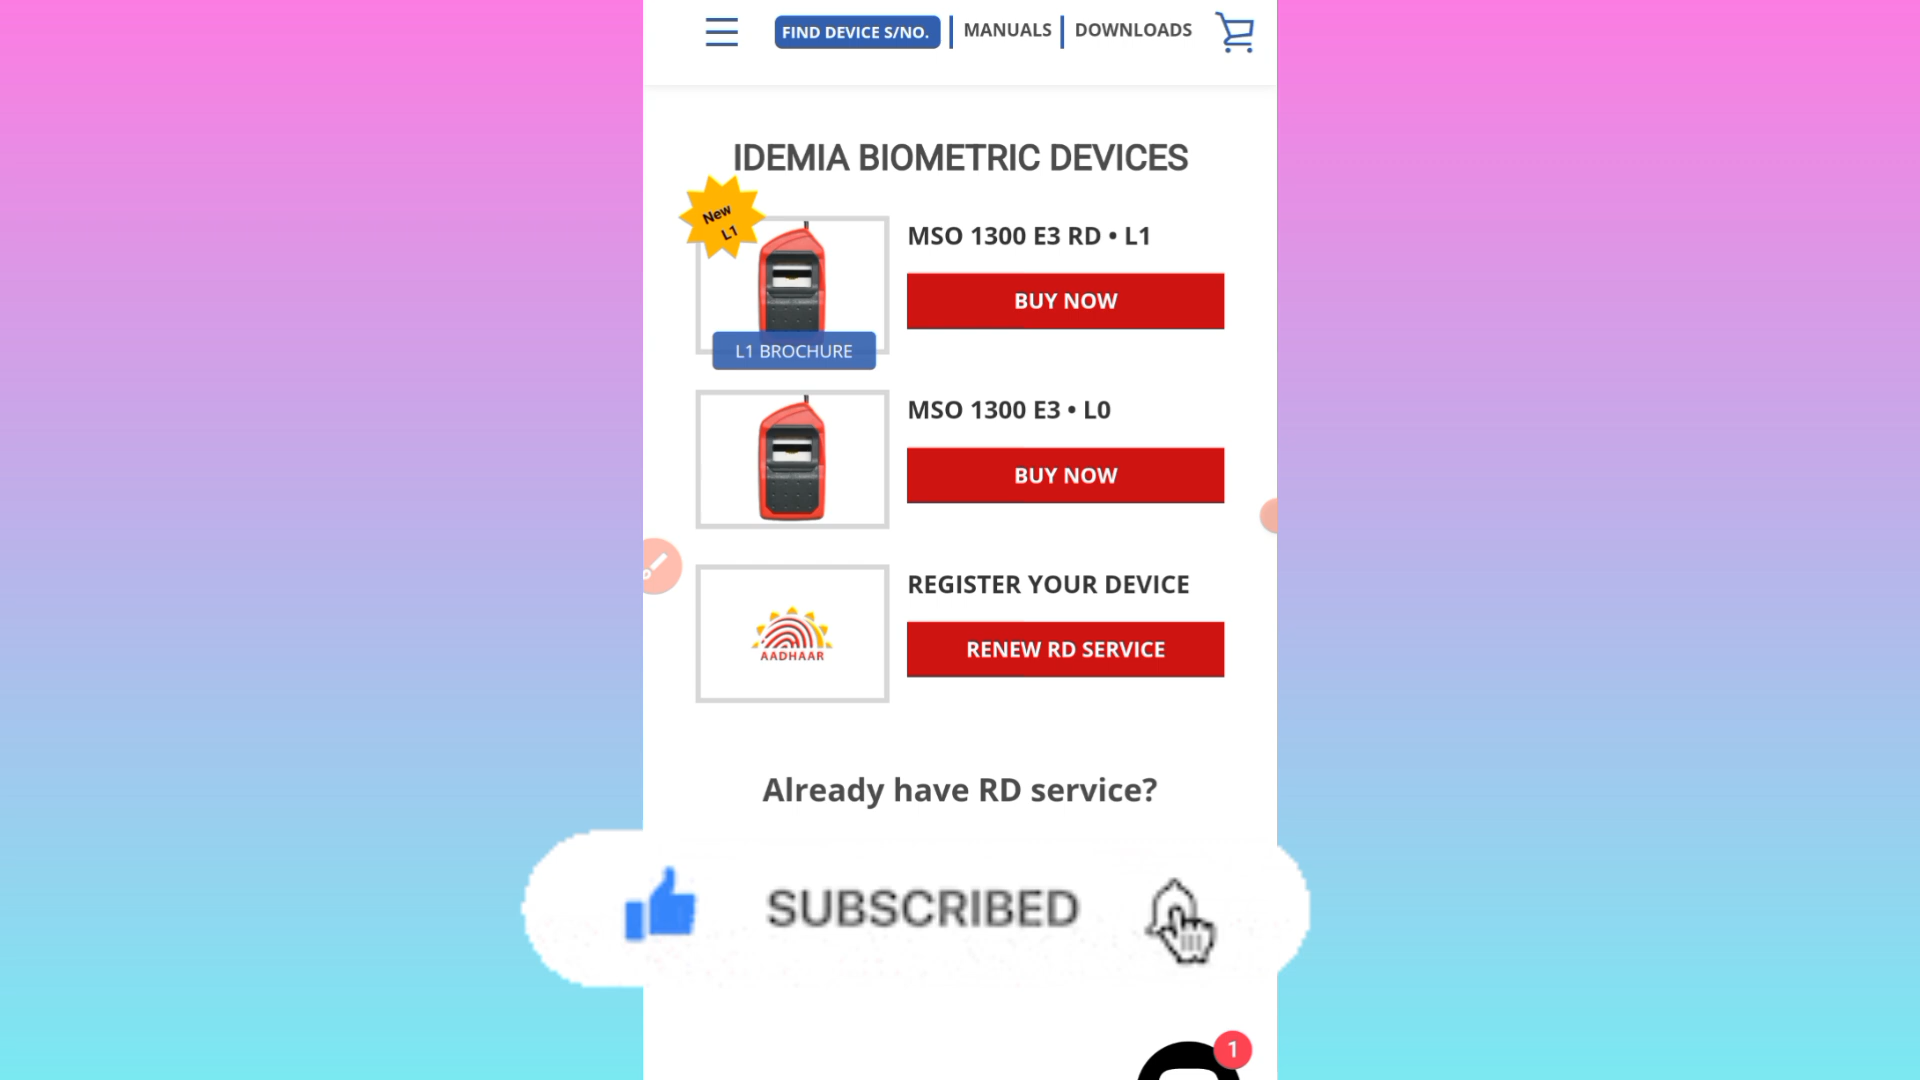 FIND DEVICE S/NO.
MANUALS
DOWNLOADS
IDEMIA BIOMETRIC DEVICES
New
L1
MSO 1300 E3 RD • L1
BUY NOW
L1 BROCHURE
MSO 1300 E3 • L0
BUY NOW
REGISTER YOUR DEVICE
AADHAAR
RENEW RD SERVICE
Already have RD service?
SUBSCRIBED
1